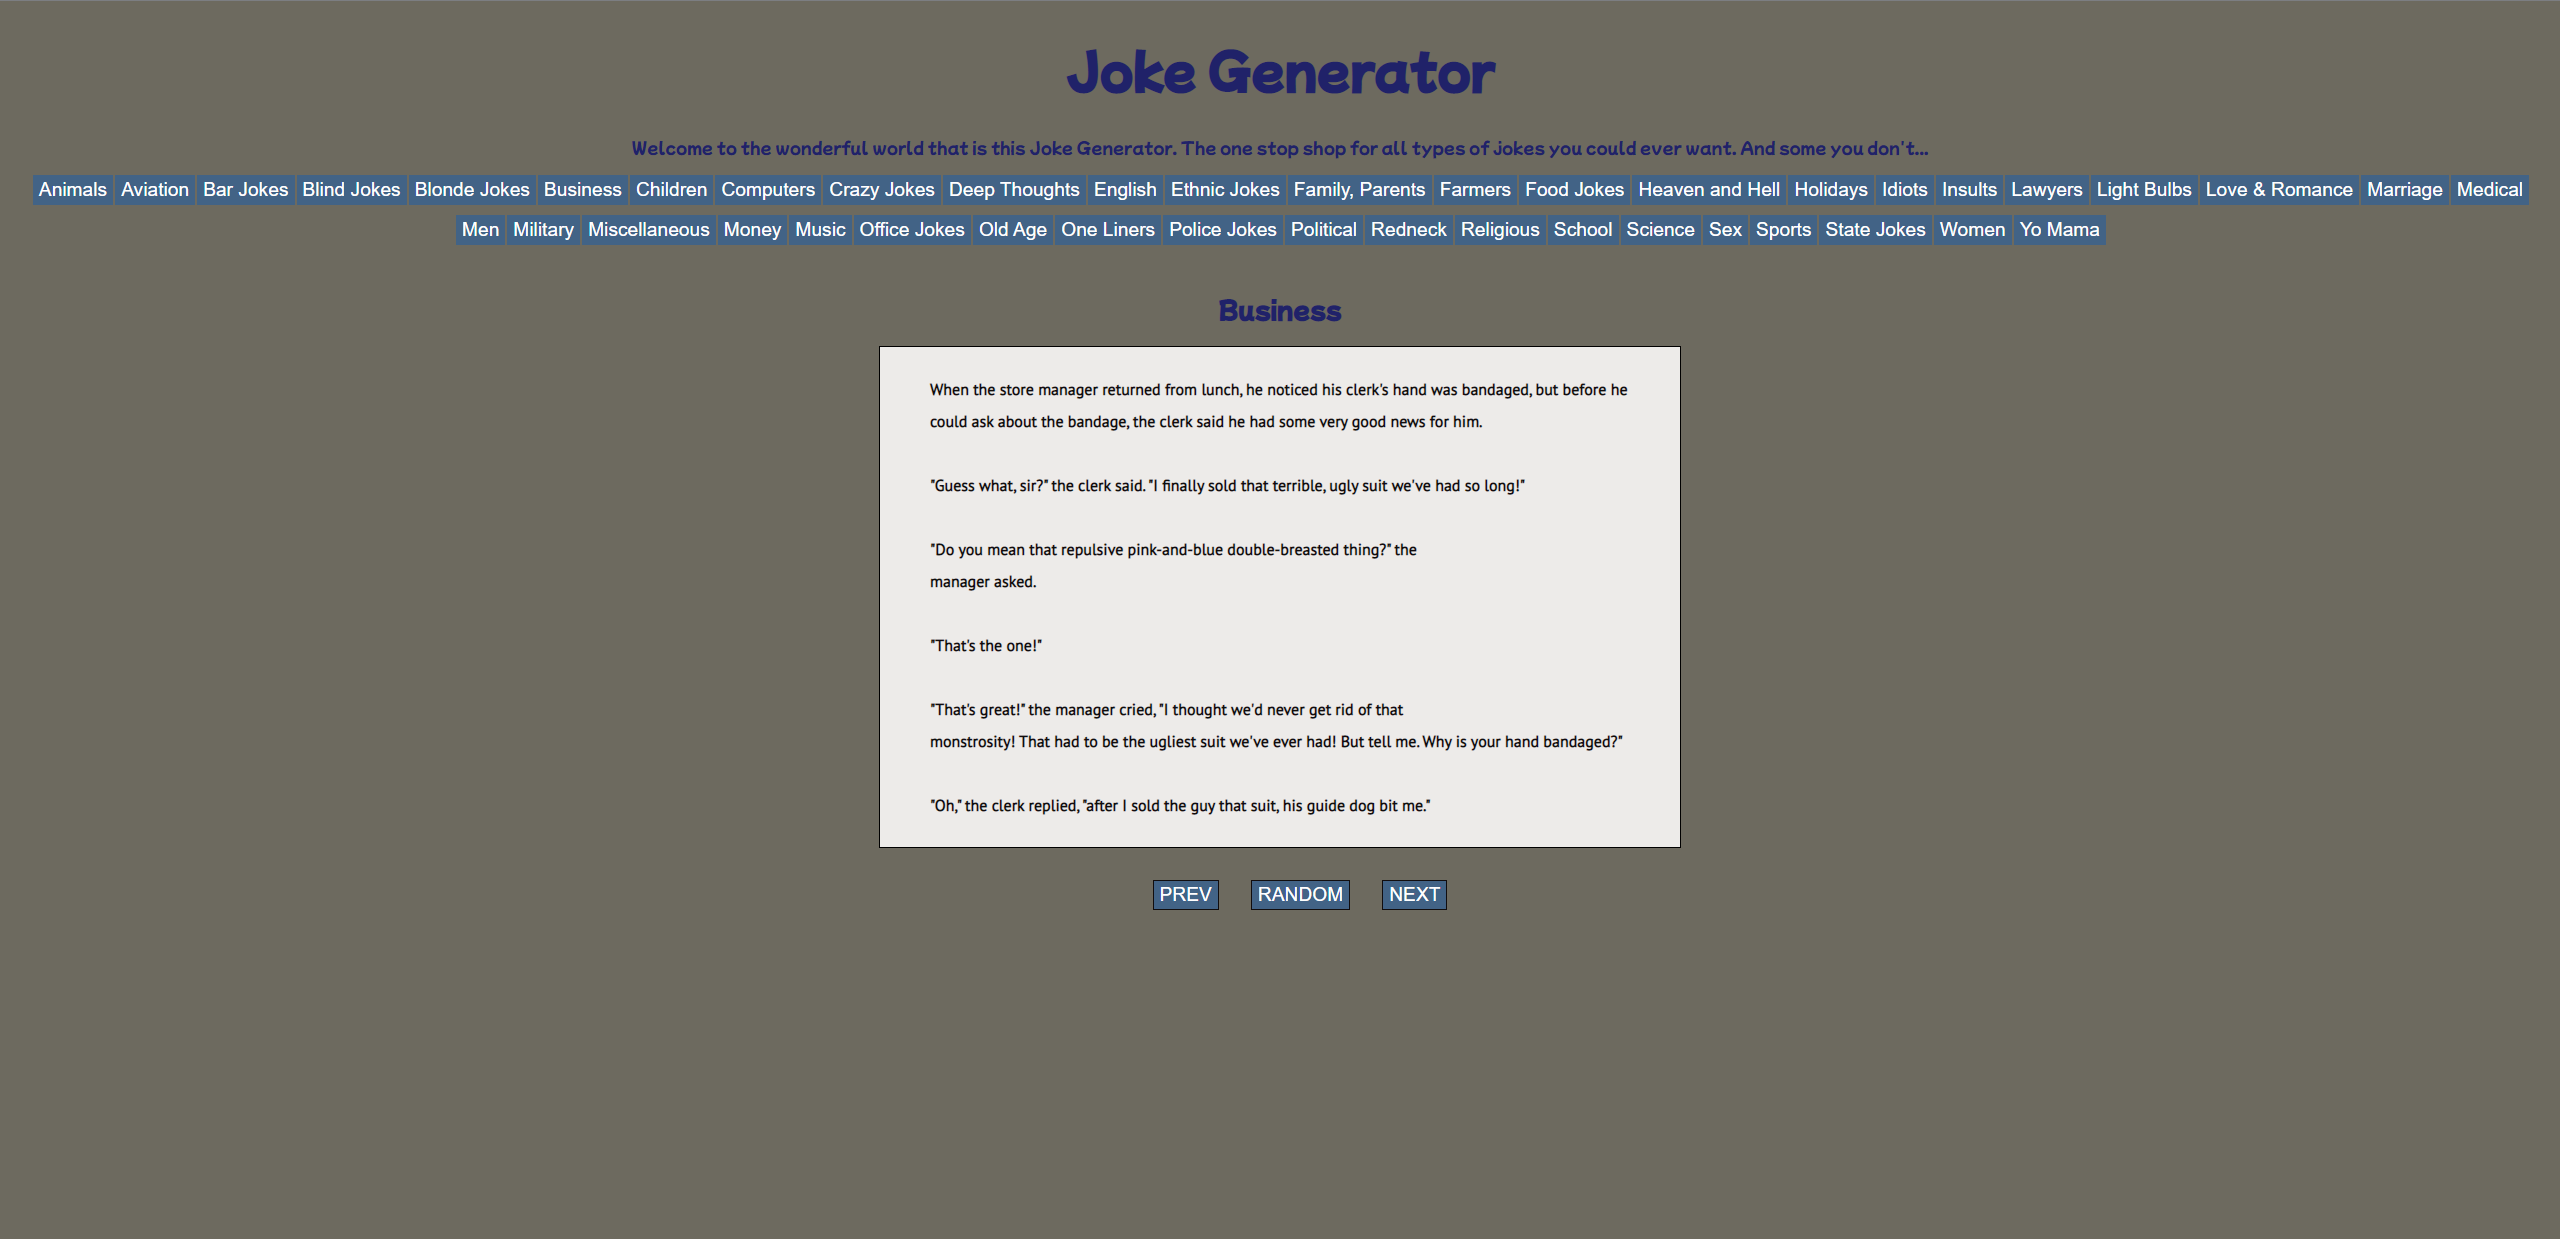 Joke Generator
Welcome to the wonderful world that is this Joke Generator. The one stop shop for all types of jokes you could ever want. And some you don't...
Animals Aviation Bar Jokes Blind Jokes Blonde Jokes Business Children Computers Crazy Jokes Deep Thoughts English Ethnic Jokes Family, Parents Farmers Food Jokes Heaven and Hell Holidays Idiots Insults Lawyers Light Bulbs Love & Romance Marriage Medical
Men Military Miscellaneous Money Music Office Jokes Old Age One Liners Police Jokes Political Redneck Religious School Science Sex Sports State Jokes Women Yo Mama
Business
When the store manager returned from lunch, he noticed his clerk's hand was bandaged, but before he
could ask about the bandage, the clerk said he had some very good news for him.
"Guess what, sir?" the clerk said. "I finally sold that terrible, ugly suit we've had so long!"
"Do you mean that repulsive pink-and-blue double-breasted thing?" the
manager asked.
"That's the one!"
"That's great!" the manager cried, "I thought we'd never get rid of that
monstrosity! That had to be the ugliest suit we've ever had! But tell me. Why is your hand bandaged?"
"Oh," the clerk replied, "after I sold the guy that suit, his guide dog bit me."
PREV RANDOM NEXT